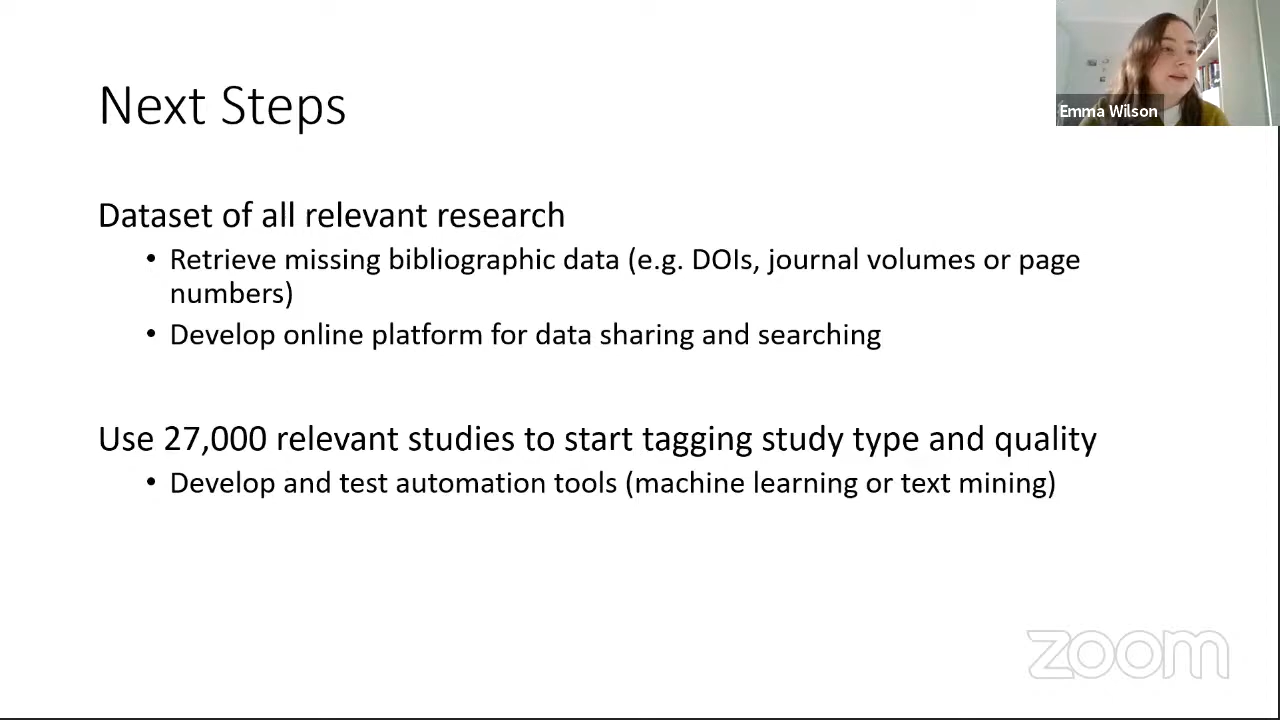 Next Steps
Emma Wilson
Dataset of all relevant research
• Retrieve missing bibliographic data (e.g. DOIs, journal volumes or page
numbers)
• Develop online platform for data sharing and searching
Use 27,000 relevant studies to start tagging study type and quality
• Develop and test automation tools (machine learning or text mining)
zoom